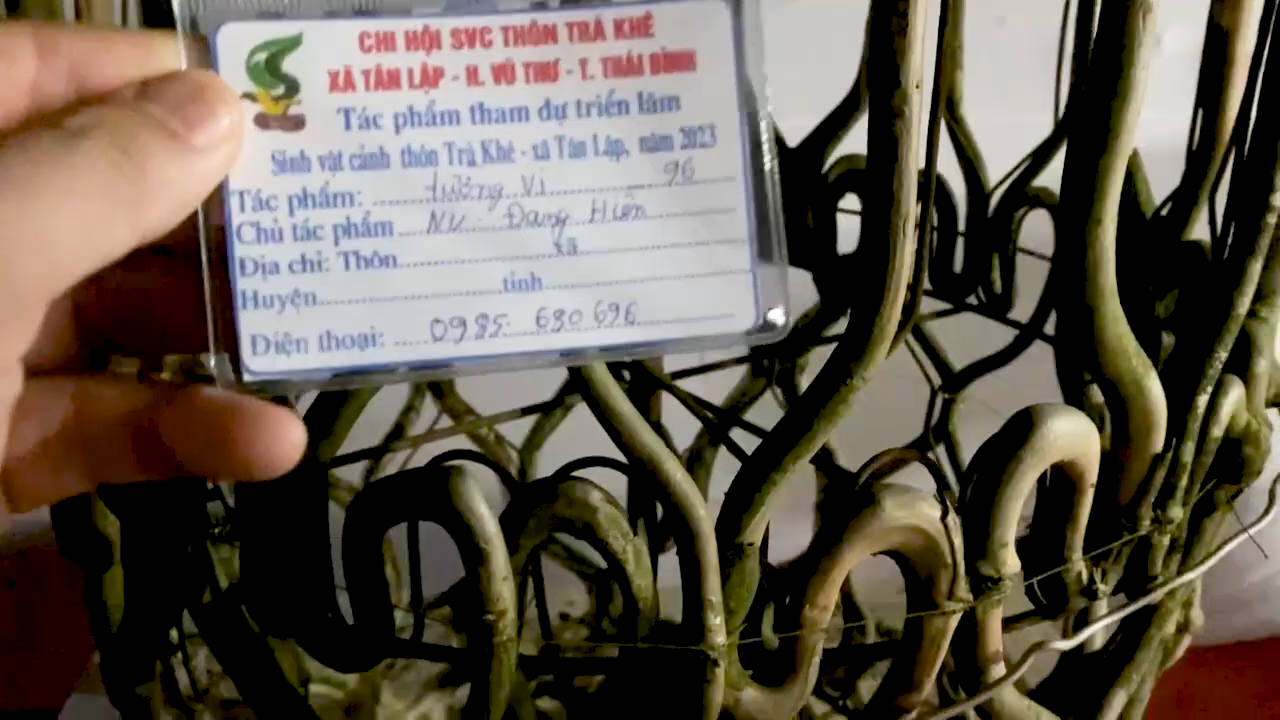 CHI HỘI SVC THÔN TRÀ KHÊ
XÃ TÂN LẬP - H. VŨ THƯ - T. THÁI BÌNH
Tác phẩm tham dự triển lãm
Sinh vật cảnh thôn Trà Khê - xã Tân Lập, năm 2023
Tác phẩm: tường Vi 96
Chủ tác phẩm NV. Đang Hiên
Địa chỉ: Thôn xã
Huyện tỉnh
Điện thoại: 0985. 680 696